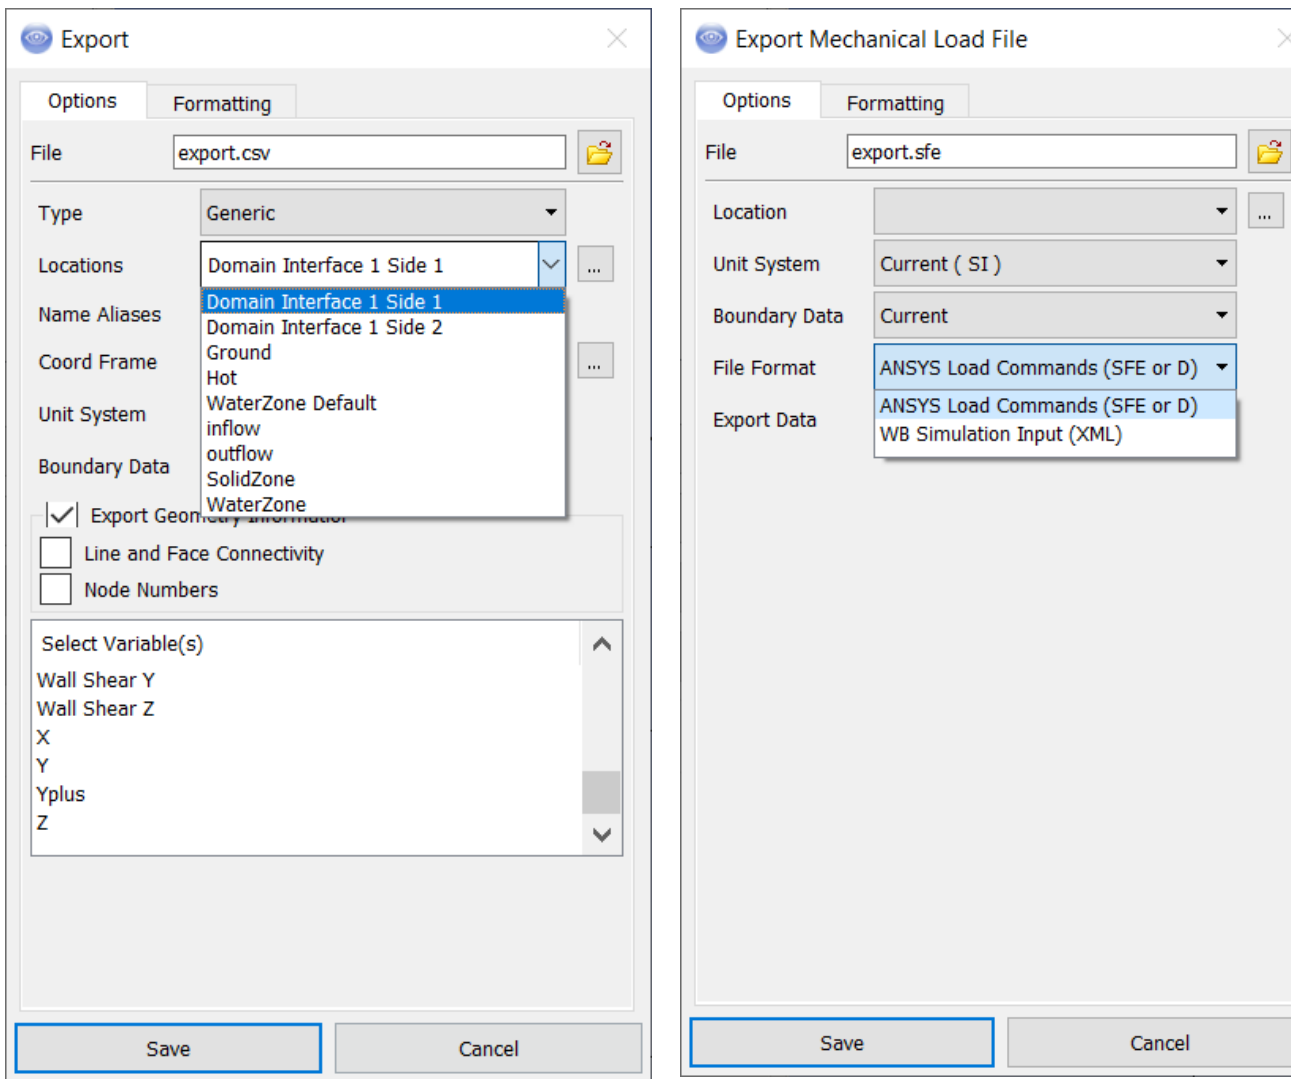 Export
Options
Formatting
File
export.csv
Type
Generic
Locations
Domain Interface 1 Side 1
...
Domain Interface 1 Side 1
Domain Interface 1 Side 2
Ground
Hot
WaterZone Default
inflow
outflow
SolidZone
WaterZone
Name Aliases
Coord Frame
...
Unit System
Boundary Data
Export Geometry Information
Line and Face Connectivity
Node Numbers
Select Variable(s)
Wall Shear Y
Wall Shear Z
X
Y
Yplus
Z
Save
Cancel
Export Mechanical Load File
Options
Formatting
File
export.sfe
Location
...
Unit System
Current ( SI )
Boundary Data
Current
File Format
ANSYS Load Commands (SFE or D)
ANSYS Load Commands (SFE or D)
WB Simulation Input (XML)
Export Data
Save
Cancel